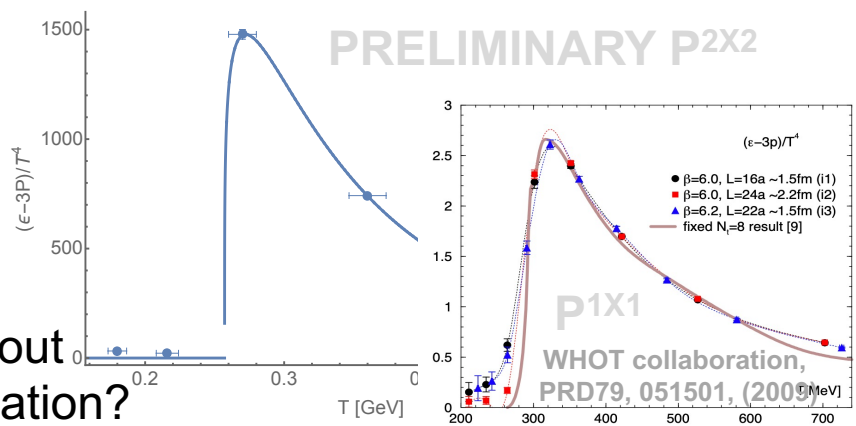 PRELIMINARY P2X2
1500
1000
500
0
(ϵ-3P)/T4
0.2
0.3
0
T [GeV]
out
ation?
3
2.5
2
1.5
1
0.5
0
(ε-3p)/T4
β=6.0, L=16a ~1.5fm (i1)
β=6.0, L=24a ~2.2fm (i2)
β=6.2, L=22a ~1.5fm (i3)
fixed Nt=8 result [9]
P1X1
WHOT collaboration,
PRD79, 051501, (2009)
MeV]
200
300
400
500
600
700